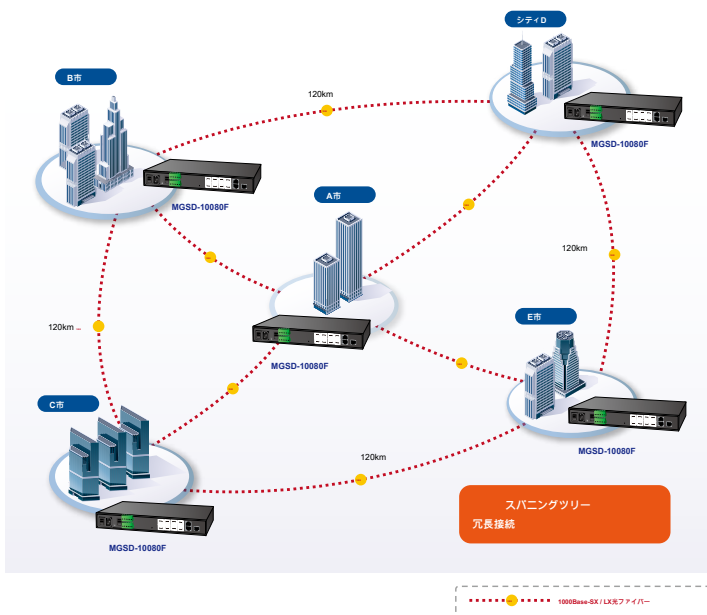 シティD
B市
120km
MGSD-10080F
MGSD-10080F
A市
120km
E市
120km
MGSD-10080F
C市
MGSD-10080F
120km
スパニングツリー
冗長接続
MGSD-10080F
1000Base-SX / LX光ファイバー